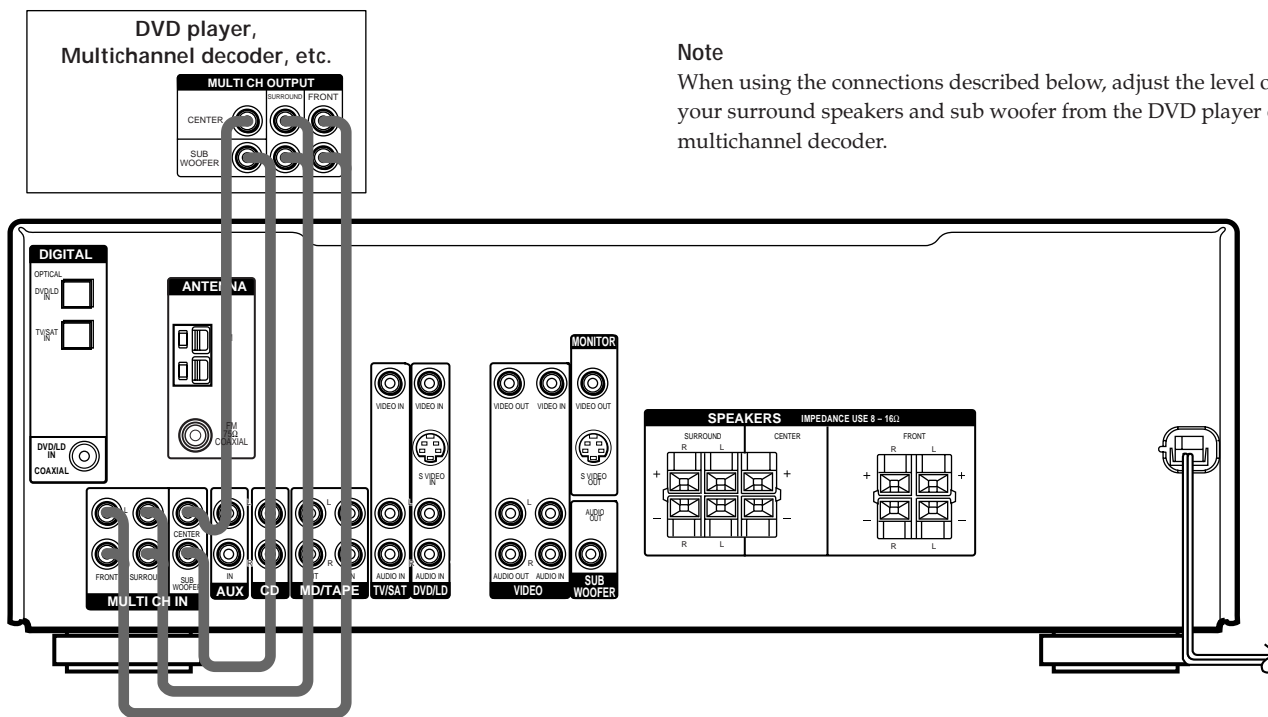 DVD player,
Multichannel decoder, etc.
MULTI CH OUTPUT
SURROUND
FRONT
CENTER
SUB
WOOFER
Note
When using the connections described below, adjust the level
your surround speakers and sub woofer from the DVD player
multichannel decoder.
DIGITAL
OPTICAL
DVD/LD
IN
TV/SAT
IN
DVD/LD
IN
COAXIAL
ANTENNA
FM
75Ω
COAXIAL
MONITOR
VIDEO IN
VIDEO IN
VIDEO OUT
VIDEO IN
VIDEO OUT
S VIDEO
IN
S VIDEO
OUT
AUDIO
OUT
SPEAKERS IMPEDANCE USE 8 – 16Ω
SURROUND
CENTER
FRONT
R L
R L
+ +
+ +
– –
– –
R L
R L
L
CENTER
L
L
L
L
R
R
R
FRONT
SURROUND
SUB
WOOFER
IN
AUDIO IN
AUDIO IN
AUDIO OUT
AUDIO IN
MULTI CH IN
AUX
CD
MD/TAPE
TV/SAT
DVD/LD
VIDEO
SUB
WOOFER